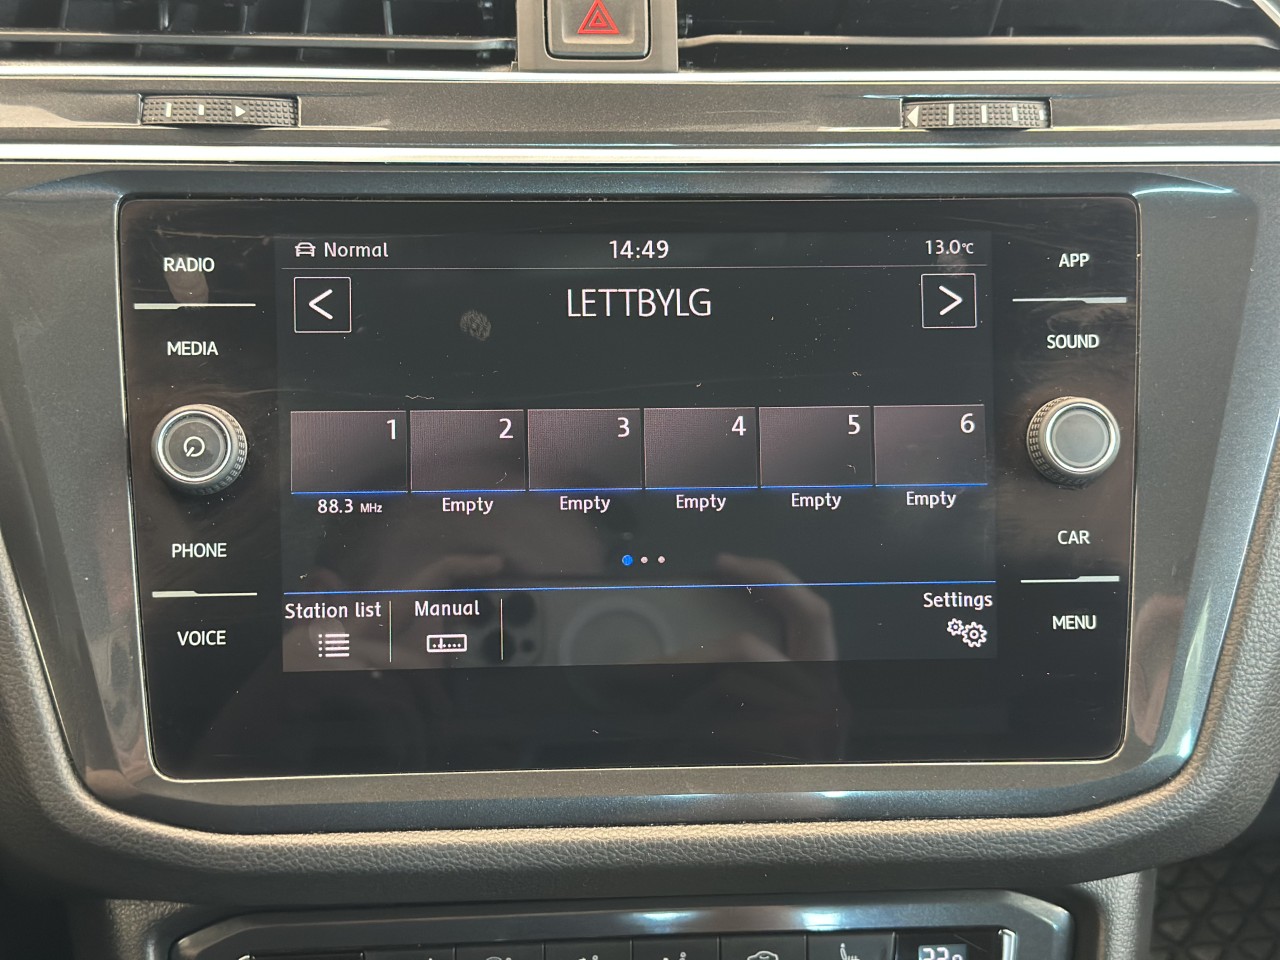 RADIO
MEDIA
PHONE
VOICE
Normal 14:49 13.0°C
LETTBYLG
1 2 3 4 5 6
88.3 MHz Empty Empty Empty Empty Empty
Station list Manual Settings
APP
SOUND
CAR
MENU